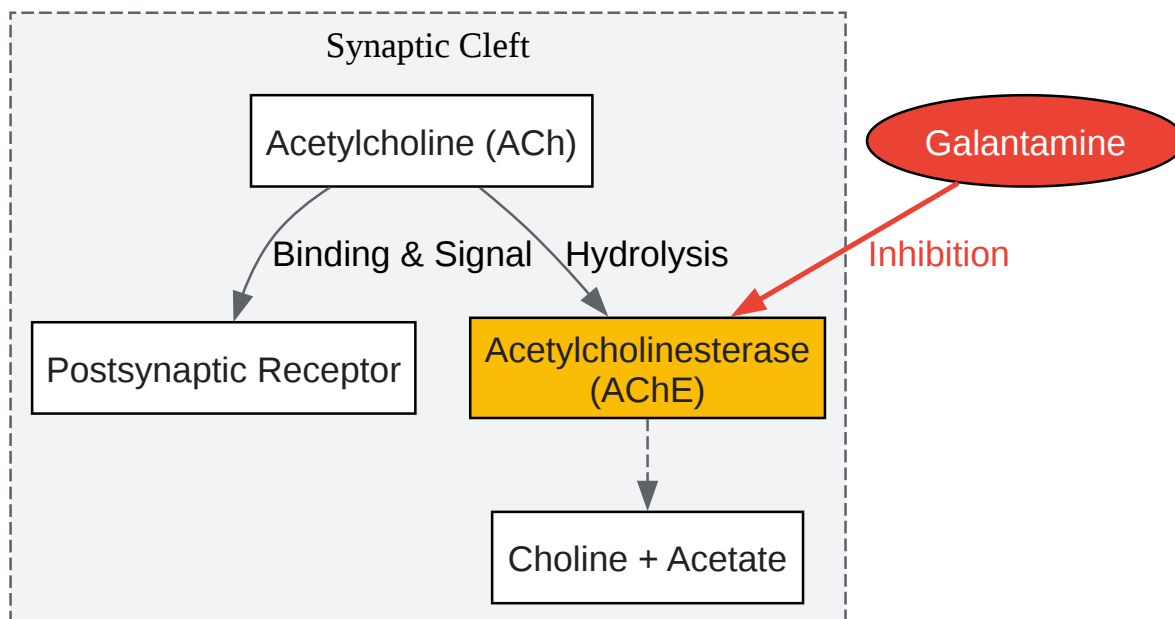 Synaptic Cleft
Acetylcholine (ACh)
Galantamine
Binding & Signal
Hydrolysis
Inhibition
Postsynaptic Receptor
Acetylcholinesterase
(AChE)
Choline + Acetate